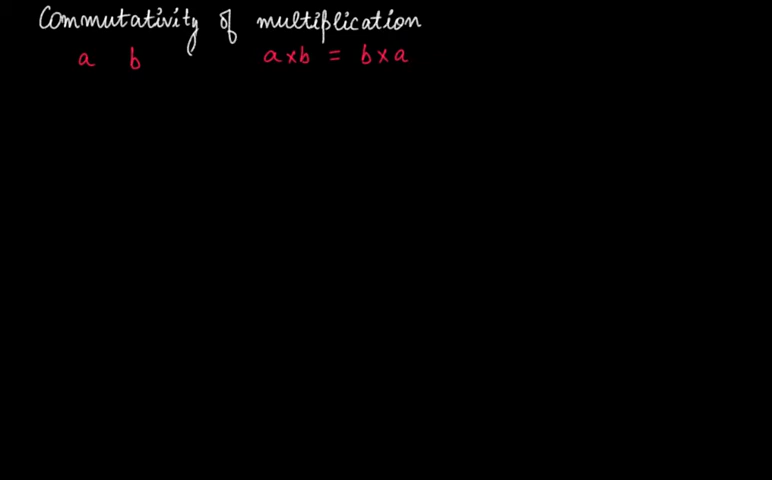 Commutativity of multiplication
a b a×b = b×a